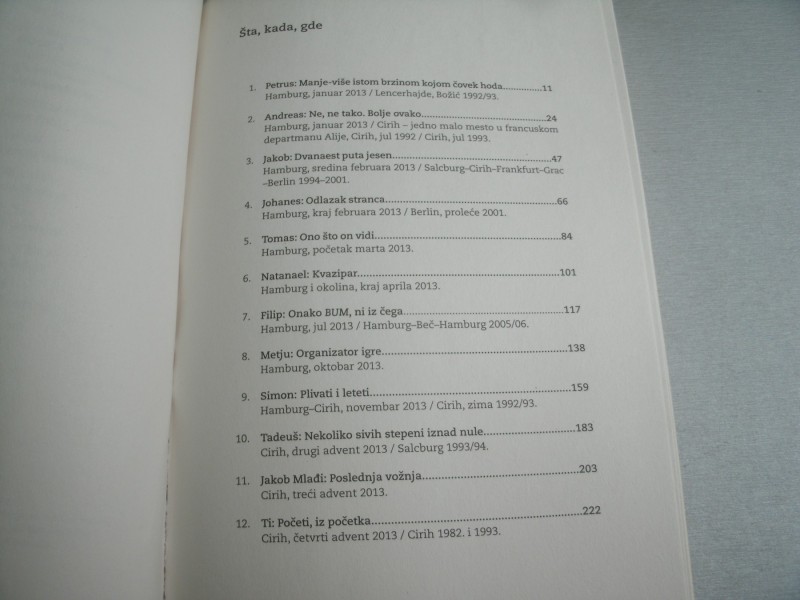 Šta, kada, gde
1. Petrus: Manje-više istom brzinom kojom čovek hoda...............11
Hamburg, januar 2013 / Lencerhajde, Božić 1992/93.
2. Andreas: Ne, ne tako. Bolje ovako...............24
Hamburg, januar 2013 / Cirih – jedno malo mesto u francuskom
departmanu Alije, Cirih, jul 1992 / Cirih, jul 1993.
3. Jakob: Dvanaest puta jesen...............47
Hamburg, sredina februara 2013 / Salcburg–Cirih–Frankfurt–Grac
–Berlin 1994–2001.
4. Johanes: Odlazak stranca...............66
Hamburg, kraj februara 2013 / Berlin, proleće 2001.
5. Tomas: Ono što on vidi...............84
Hamburg, početak marta 2013.
6. Natanael: Kvazipar...............101
Hamburg i okolina, kraj aprila 2013.
7. Filip: Onako BUM, ni iz čega...............117
Hamburg, jul 2013 / Hamburg–Beč–Hamburg 2005/06.
8. Metju: Organizator igre...............138
Hamburg, oktobar 2013.
9. Simon: Plivati i leteti...............159
Hamburg–Cirih, novembar 2013 / Cirih, zima 1992/93.
10. Tadeuš: Nekoliko sivih stepeni iznad nule...............183
Cirih, drugi advent 2013 / Salcburg 1993/94.
11. Jakob Mlađi: Poslednja vožnja...............203
Cirih, treći advent 2013.
12. Ti: Početi, iz početka...............222
Cirih, četvrti advent 2013 / Cirih 1982. i 1993.